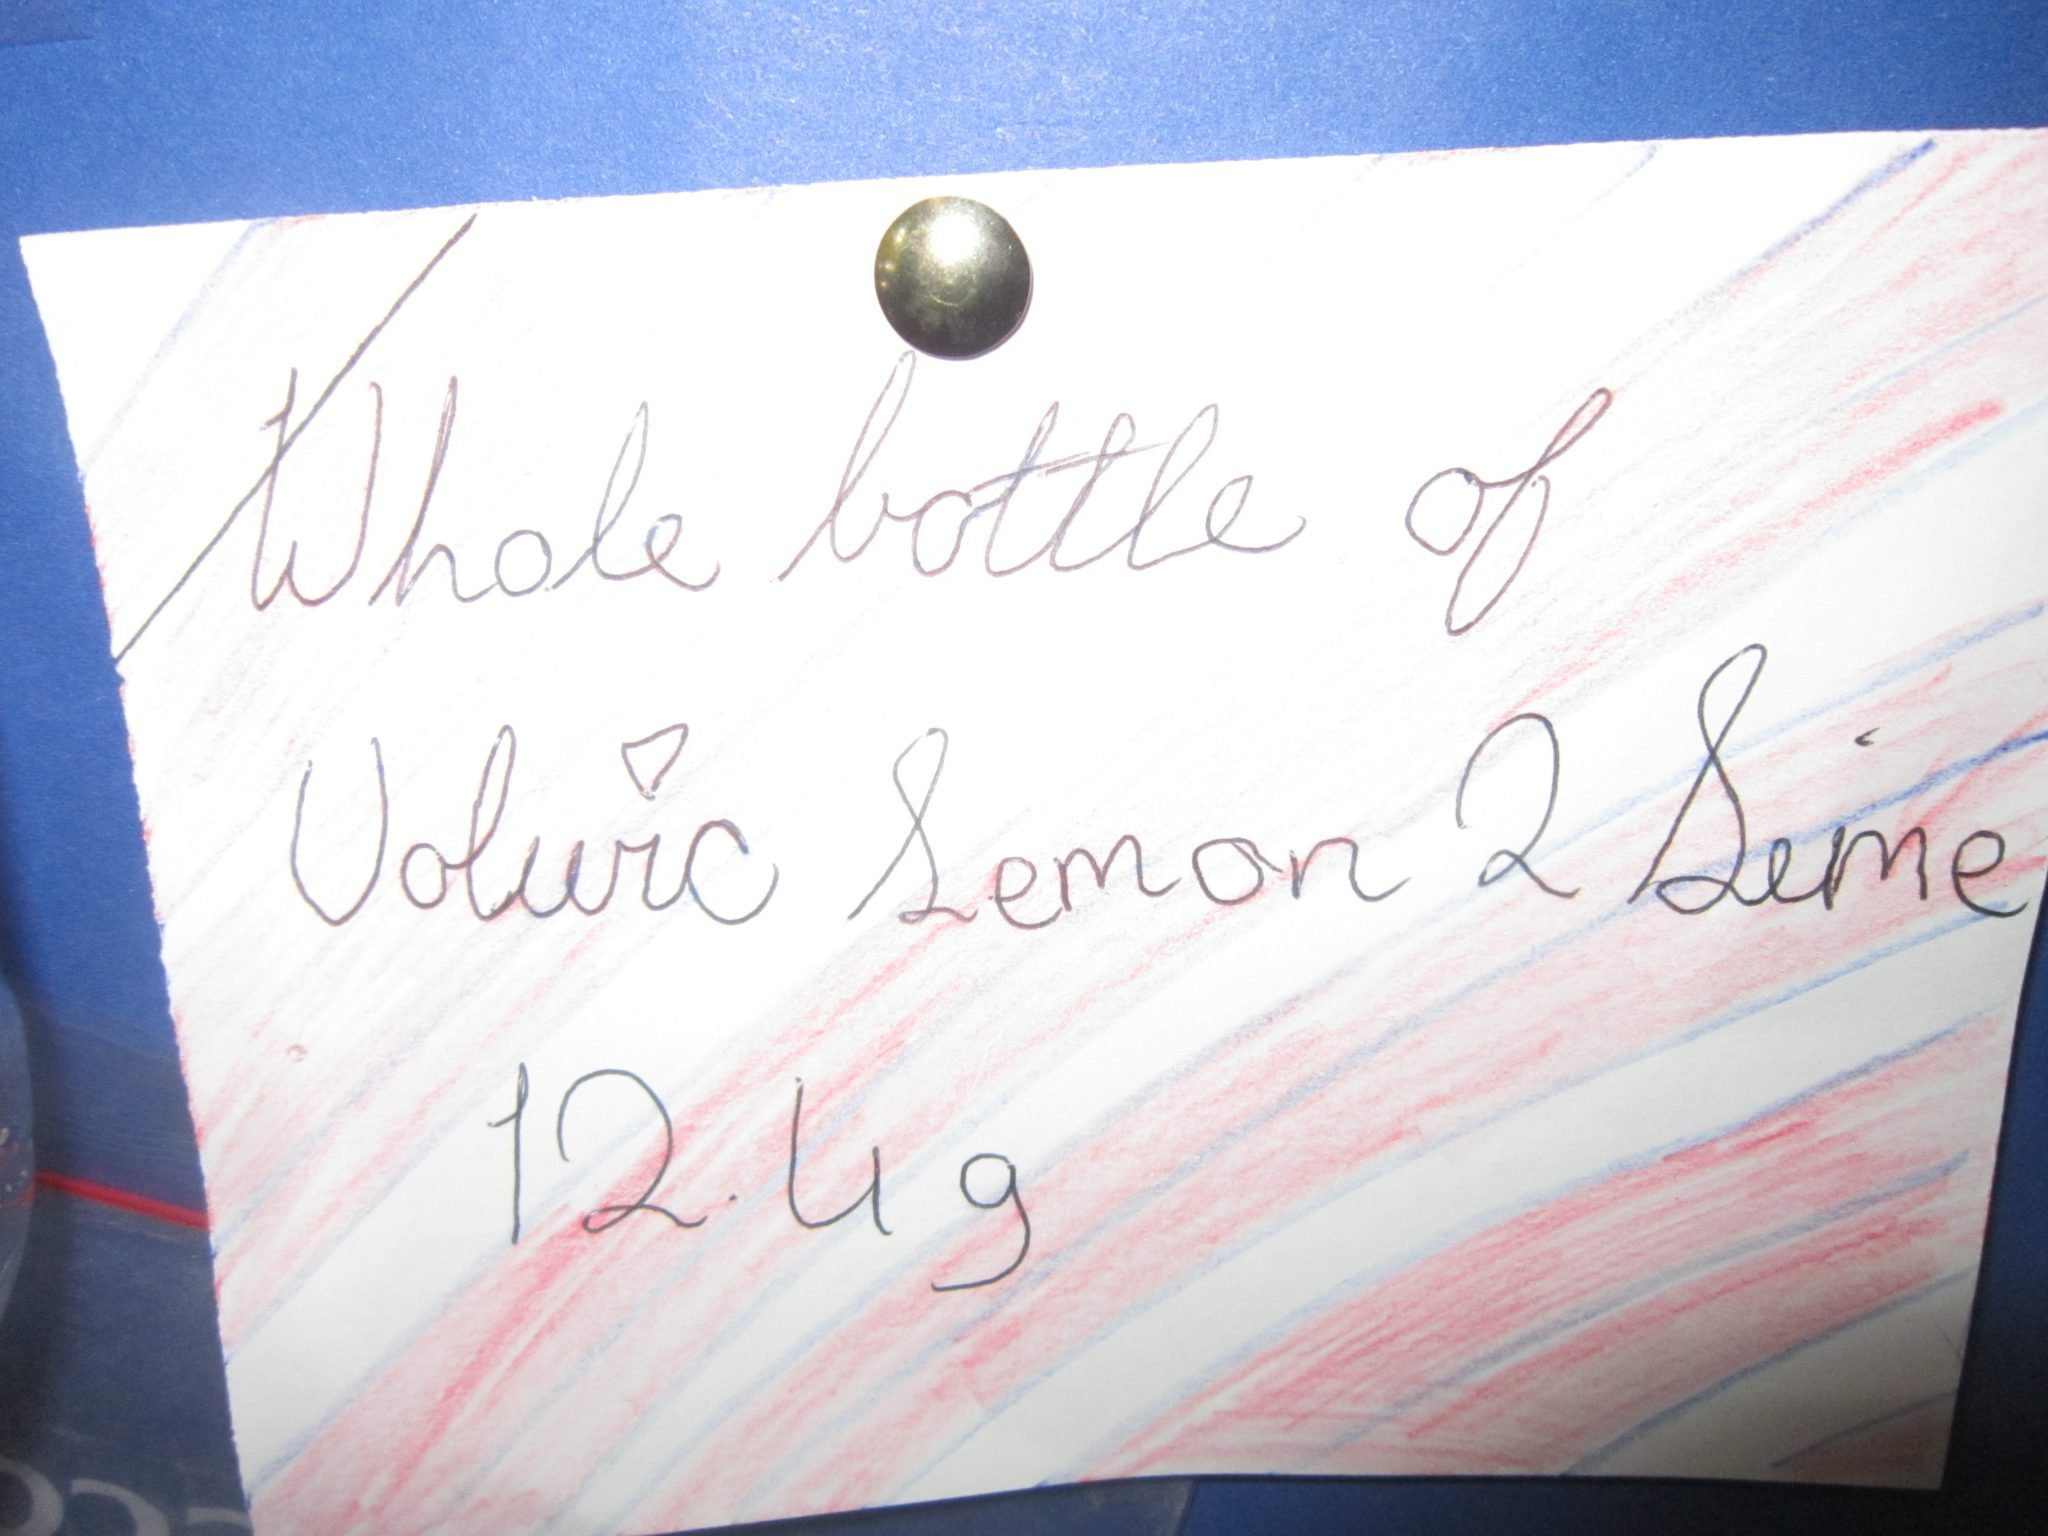 Whole bottle of
Volvic Lemon 2 Lime
12.4g